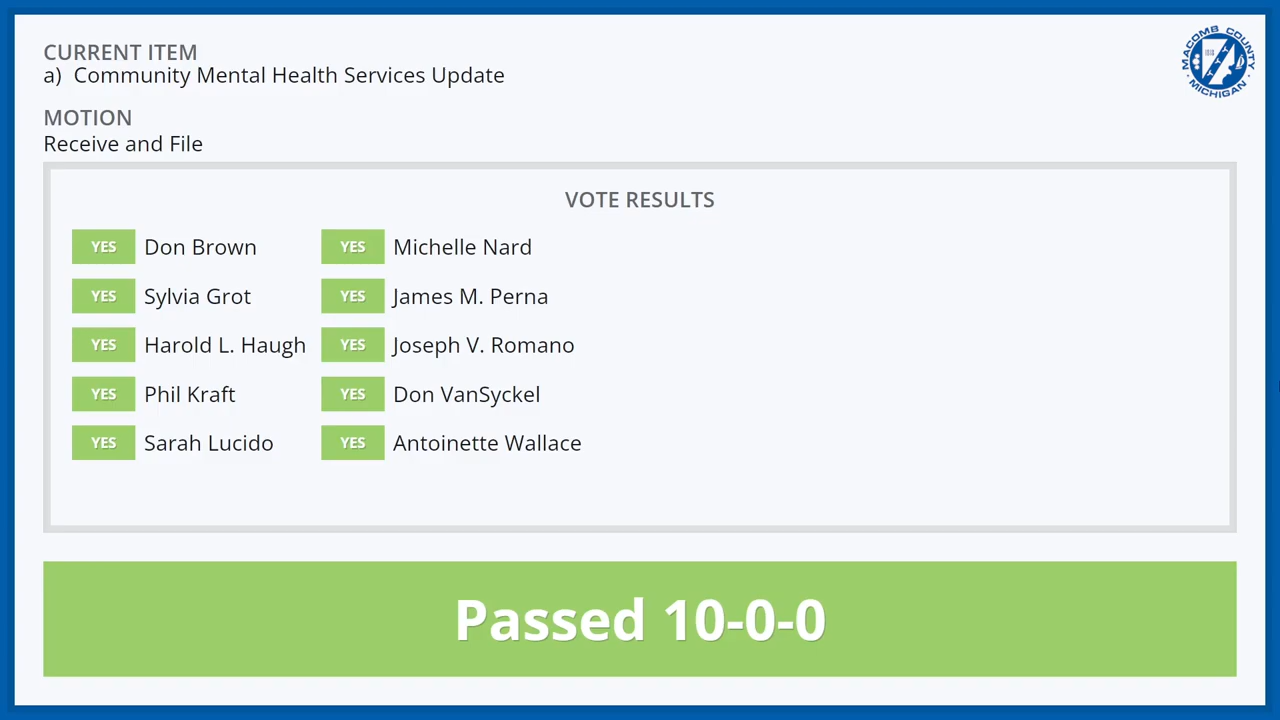 CURRENT ITEM
a) Community Mental Health Services Update
MACOMB COUNTY
MICHIGAN
MOTION
Receive and File
VOTE RESULTS
YES Don Brown
YES Sylvia Grot
YES Harold L. Haugh
YES Phil Kraft
YES Sarah Lucido
YES Michelle Nard
YES James M. Perna
YES Joseph V. Romano
YES Don VanSyckel
YES Antoinette Wallace
Passed 10-0-0